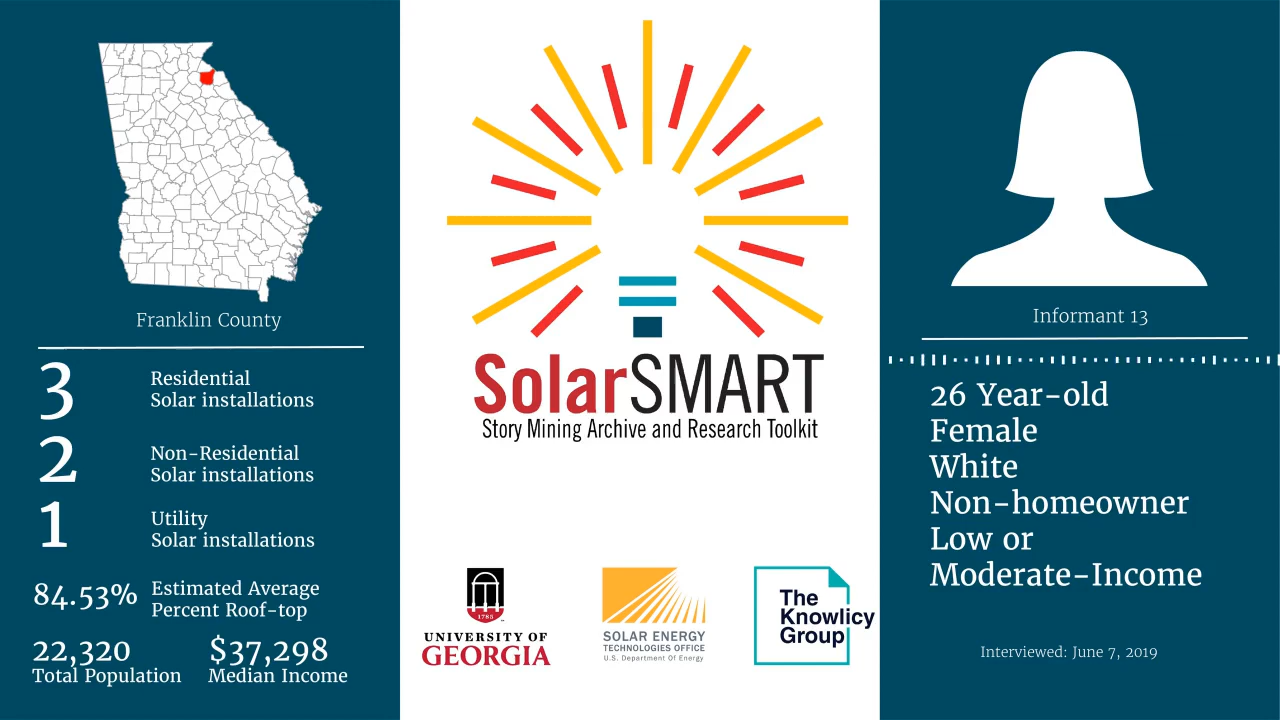 Franklin County
3
Residential
Solar installations
2
Non-Residential
Solar installations
1
Utility
Solar installations
84.53%
Estimated Average
Percent Roof-top
22,320
Total Population
$37,298
Median Income
SolarSMART
Story Mining Archive and Research Toolkit
1785
UNIVERSITY OF
GEORGIA
SOLAR ENERGY
TECHNOLOGIES OFFICE
U.S. Department Of Energy
The
Knowlicy
Group
Informant 13
26 Year-old
Female
White
Non-homeowner
Low or
Moderate-Income
Interviewed: June 7, 2019